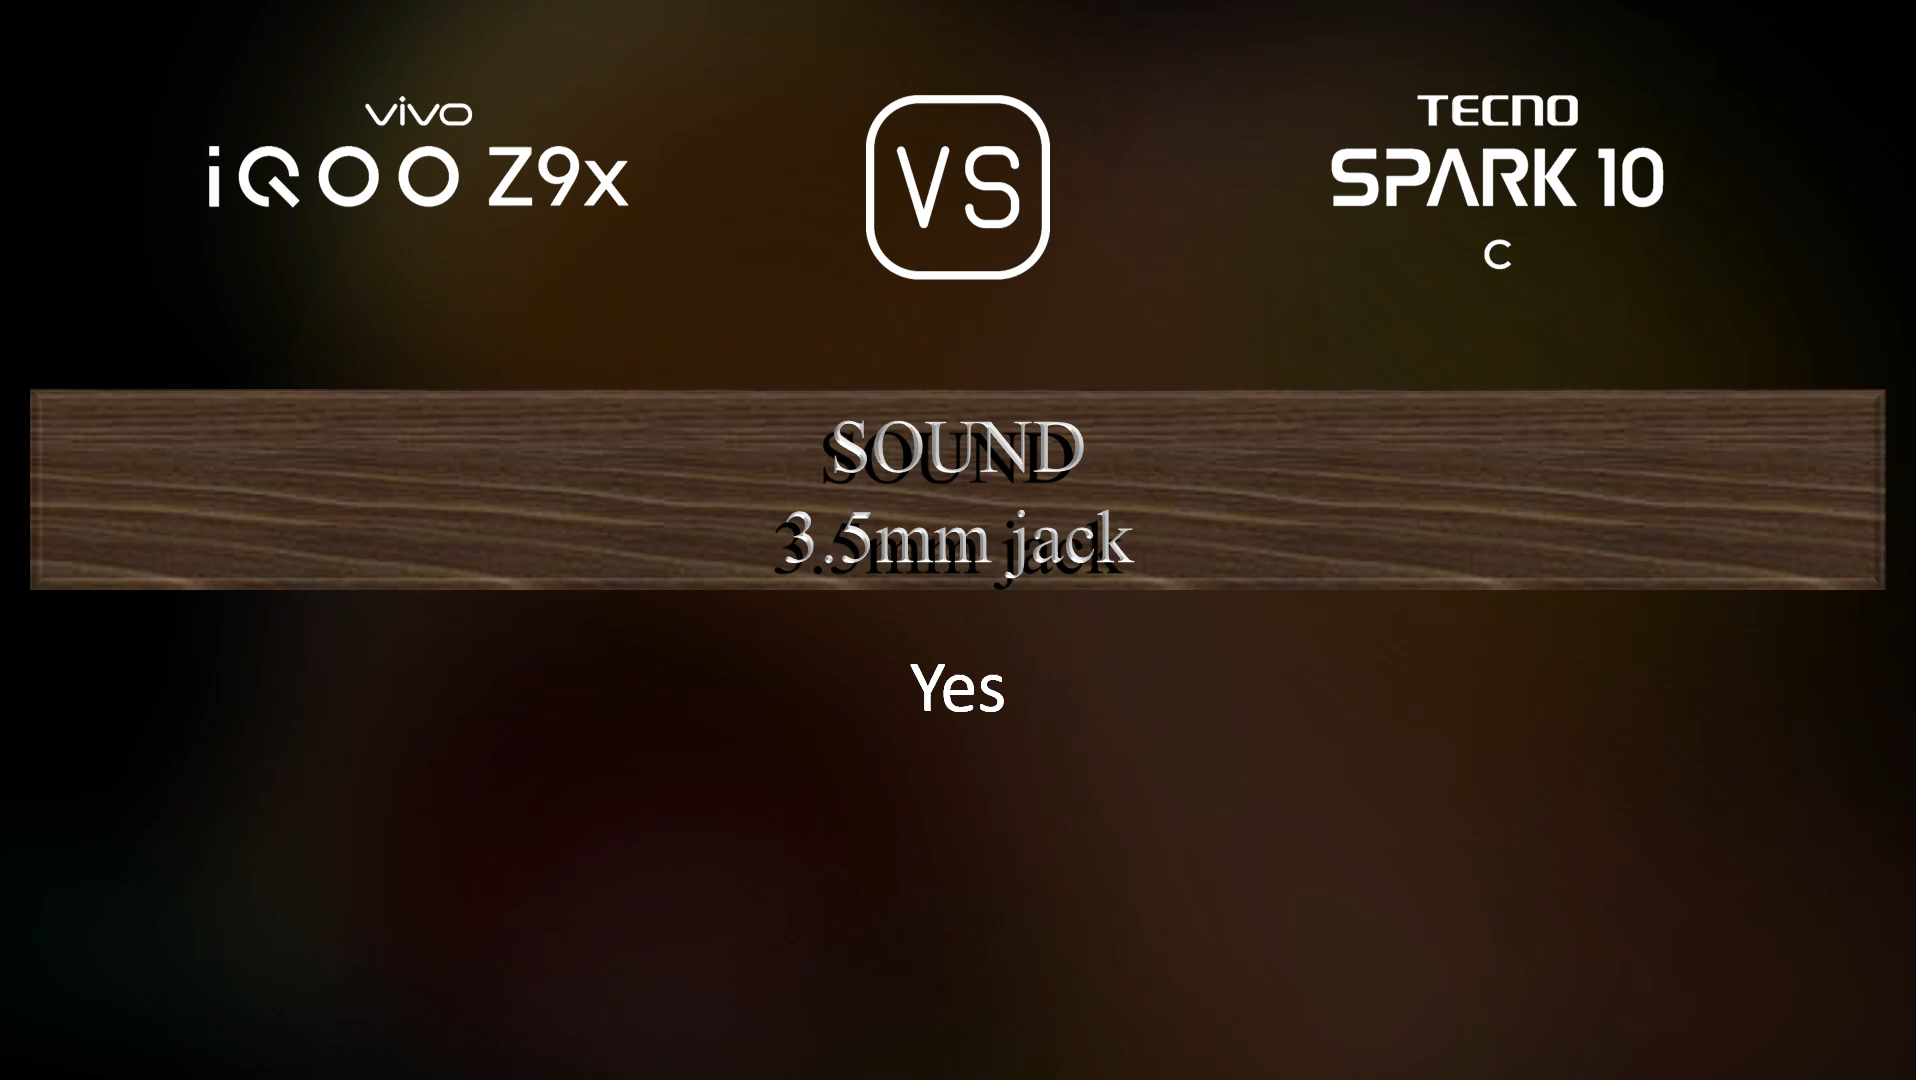 vivo
iQOO Z9x
VS
TECNO
SPARK 10
C
SOUND
3.5mm jack
Yes